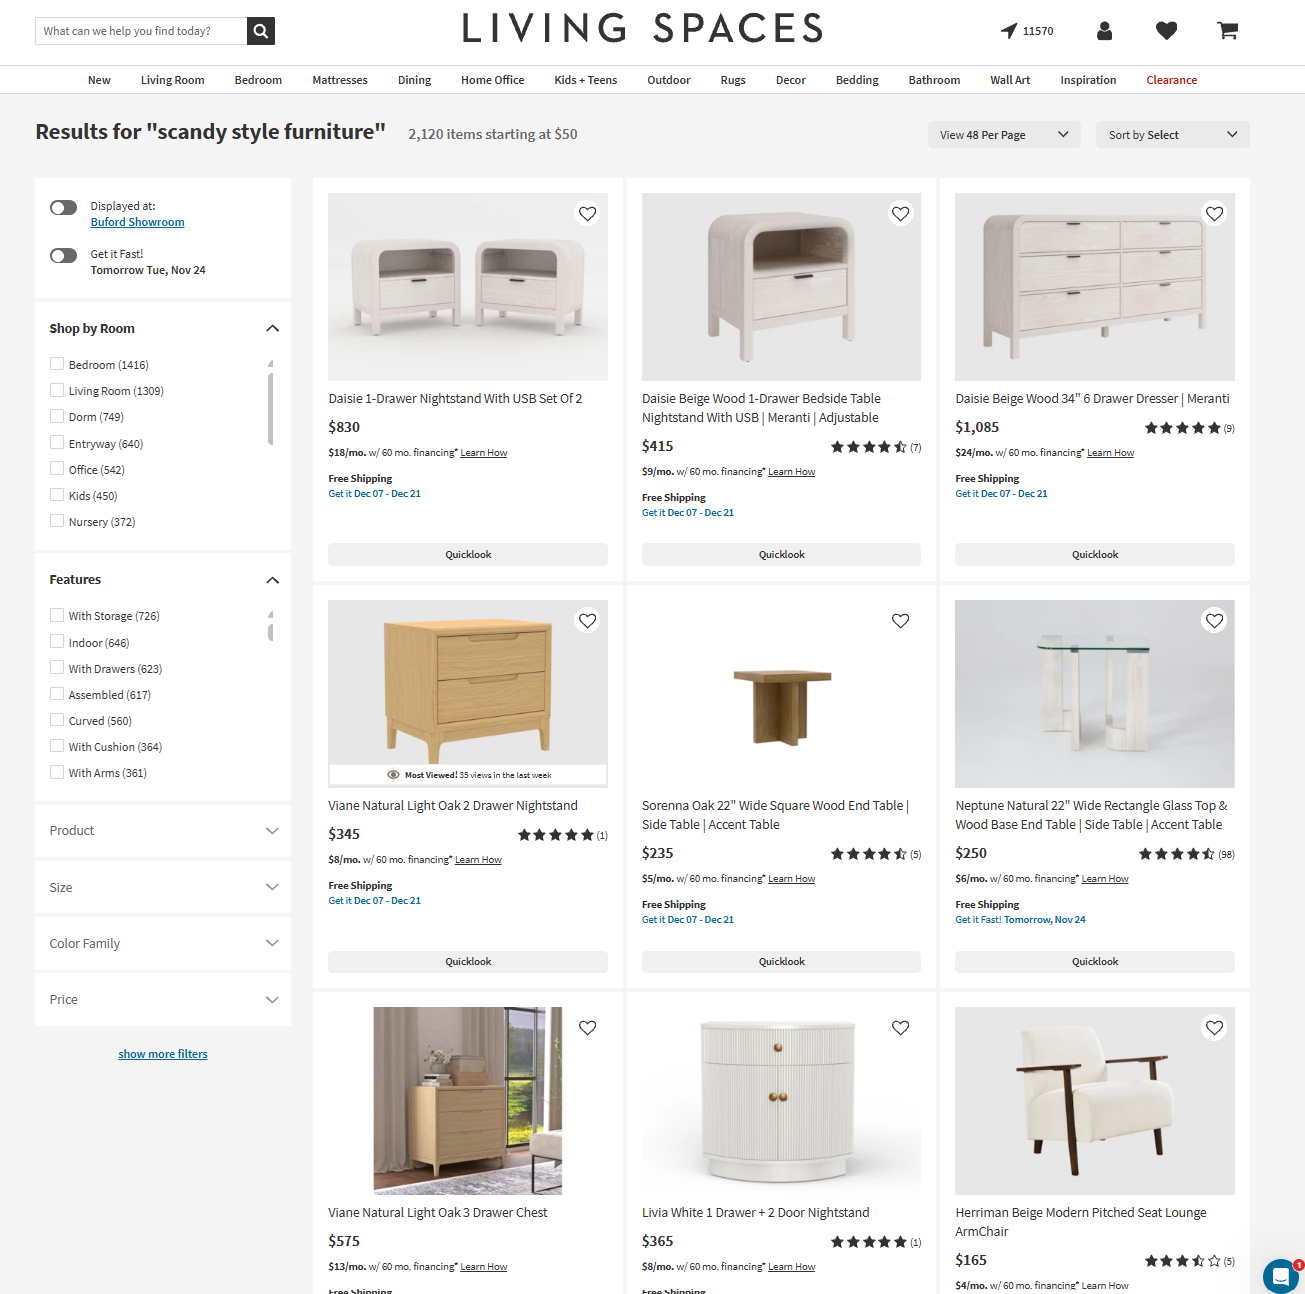 What can we help you find today?
LIVING SPACES
11570
New
Living Room
Bedroom
Mattresses
Dining
Home Office
Kids + Teens
Outdoor
Rugs
Decor
Bedding
Bathroom
Wall Art
Inspiration
Clearance
Results for "scandy style furniture"
2,120 items starting at $50
View 48 Per Page
Sort by Select
Displayed at:
Buford Showroom
Get it Fast!
Tomorrow Tue, Nov 24
Shop by Room
Bedroom (1416)
Living Room (1309)
Dorm (749)
Entryway (640)
Office (542)
Kids (450)
Nursery (372)
Features
With Storage (726)
Indoor (646)
With Drawers (623)
Assembled (617)
Curved (560)
With Cushion (364)
With Arms (361)
Product
Size
Color Family
Price
show more filters
Daisie 1-Drawer Nightstand With USB Set Of 2
$830
$18/mo. w/ 60 mo. financing* Learn How
Free Shipping
Get it Dec 07 - Dec 21
Quicklook
Daisie Beige Wood 1-Drawer Bedside Table
Nightstand With USB | Meranti | Adjustable
$415
(7)
$9/mo. w/ 60 mo. financing* Learn How
Free Shipping
Get it Dec 07 - Dec 21
Quicklook
Daisie Beige Wood 34" 6 Drawer Dresser | Meranti
$1,085
(9)
$24/mo. w/ 60 mo. financing* Learn How
Free Shipping
Get it Dec 07 - Dec 21
Quicklook
Most Viewed! 35 views in the last week
Viane Natural Light Oak 2 Drawer Nightstand
$345
(1)
$8/mo. w/ 60 mo. financing* Learn How
Free Shipping
Get it Dec 07 - Dec 21
Quicklook
Sorenna Oak 22" Wide Square Wood End Table |
Side Table | Accent Table
$235
(5)
$5/mo. w/ 60 mo. financing* Learn How
Free Shipping
Get it Dec 07 - Dec 21
Quicklook
Neptune Natural 22" Wide Rectangle Glass Top &
Wood Base End Table | Side Table | Accent Table
$250
(98)
$6/mo. w/ 60 mo. financing* Learn How
Free Shipping
Get it Fast! Tomorrow, Nov 24
Quicklook
Viane Natural Light Oak 3 Drawer Chest
$575
$13/mo. w/ 60 mo. financing* Learn How
Free Shipping
Livia White 1 Drawer + 2 Door Nightstand
$365
(1)
$8/mo. w/ 60 mo. financing* Learn How
Free Shipping
Herriman Beige Modern Pitched Seat Lounge
ArmChair
$165
(5)
$4/mo. w/ 60 mo. financing* Learn How
1